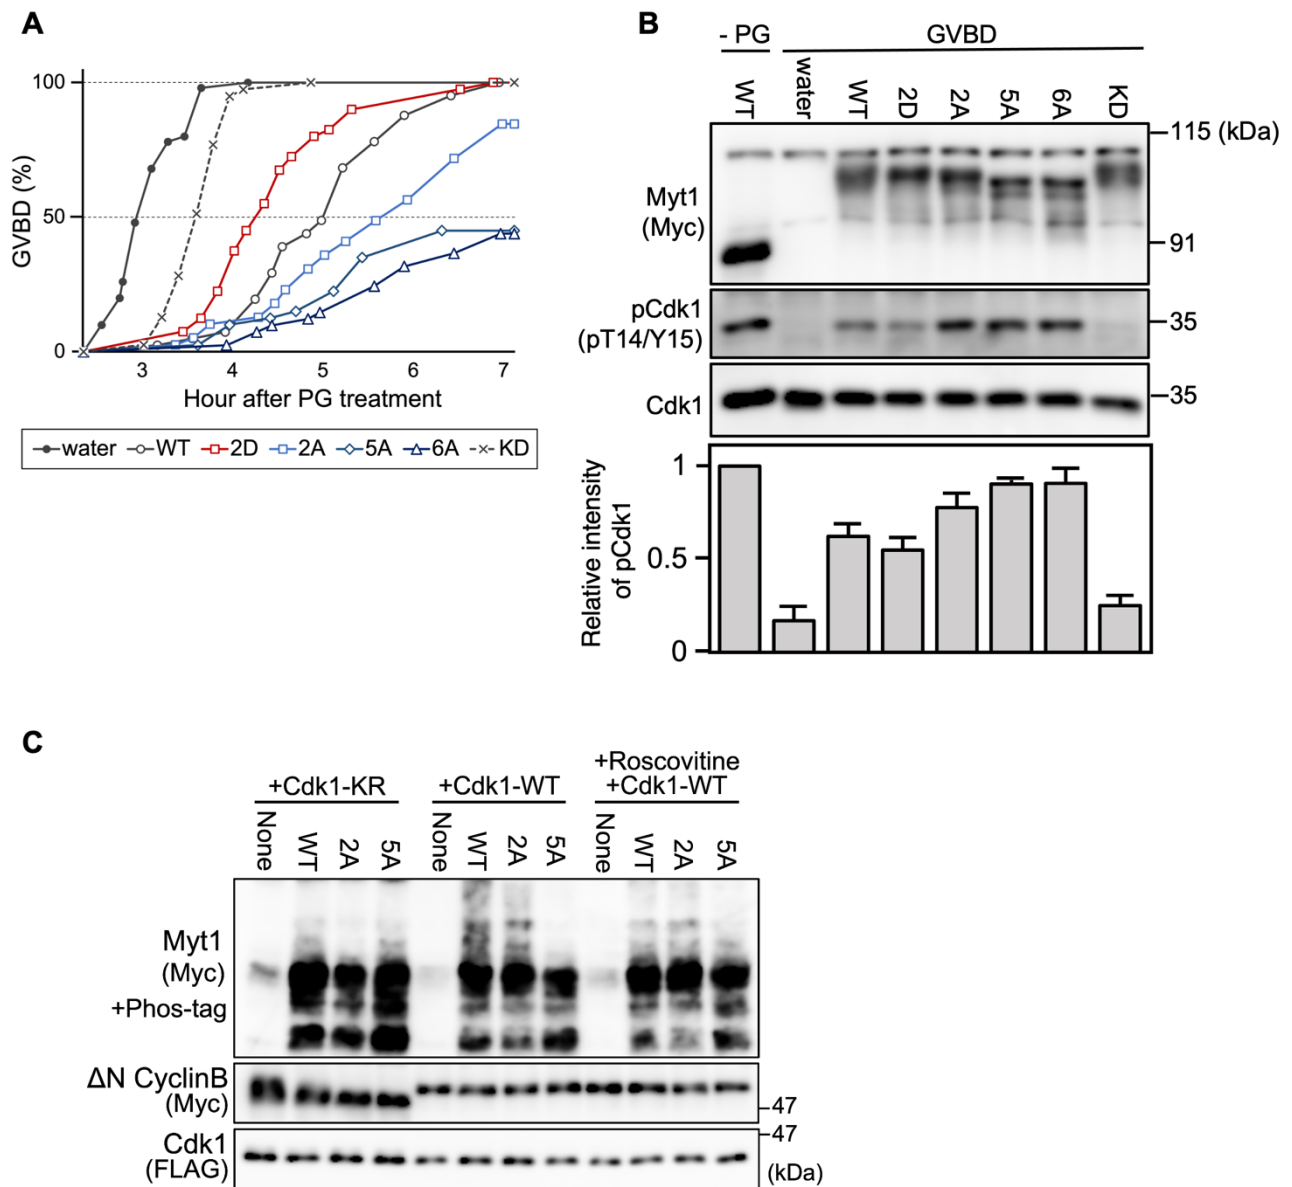 A
GVBD (%)
100
50
0
3 4 5 6 7
Hour after PG treatment
water WT 2D 2A 5A 6A KD
B
- PG GVBD
WT water WT 2D 2A 5A 6A KD
115 (kDa)
Myt1
(Myc)
91
pCdk1
(pT14/Y15)
35
Cdk1
35
Relative intensity
of pCdk1
1
0.5
0
C
+Roscovitine
+Cdk1-KR +Cdk1-WT +Cdk1-WT
None WT 2A 5A None WT 2A 5A None WT 2A 5A
Myt1
(Myc)
+Phos-tag
ΔN CyclinB
(Myc)
47
Cdk1
(FLAG)
47
(kDa)